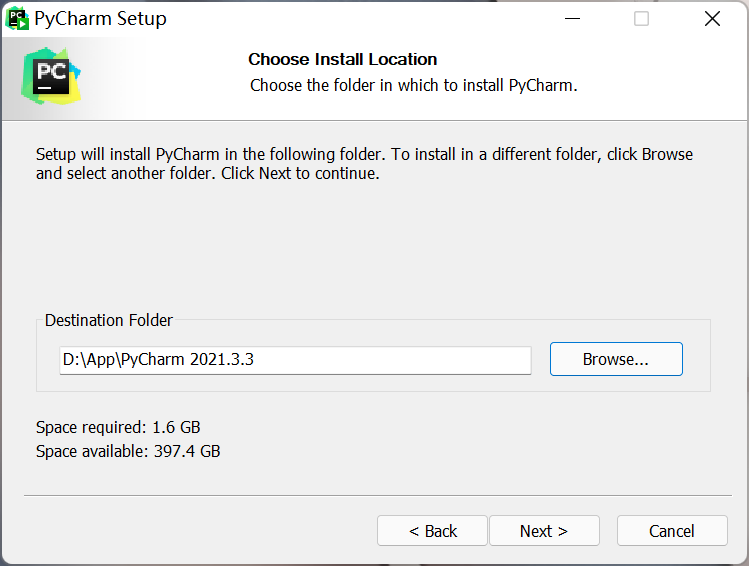 PC
PyCharm Setup
PC
Choose Install Location
Choose the folder in which to install PyCharm.
Setup will install PyCharm in the following folder. To install in a different folder, click Browse
and select another folder. Click Next to continue.
Destination Folder
D:\App\PyCharm 2021.3.3
Browse...
Space required: 1.6 GB
Space available: 397.4 GB
< Back
Next >
Cancel